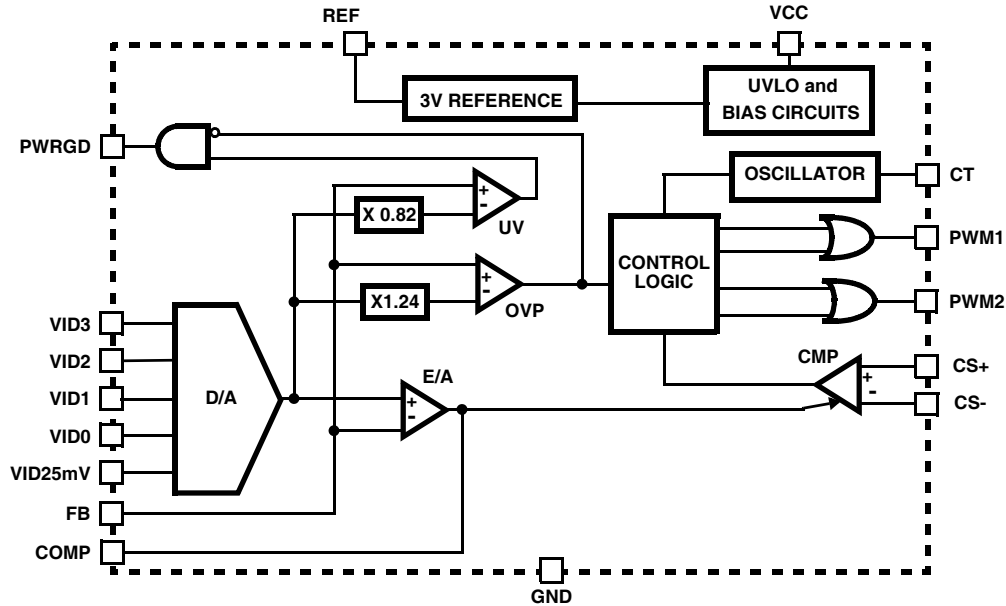 REF
VCC
3V REFERENCE
UVLO and
BIAS CIRCUITS
PWRGD
OSCILLATOR
CT
X 0.82
+
-
UV
PWM1
CONTROL
LOGIC
X1.24
+
-
OVP
PWM2
VID3
VID2
VID1
VID0
VID25mV
D/A
E/A
+
-
CMP
+
-
CS+
CS-
FB
COMP
GND